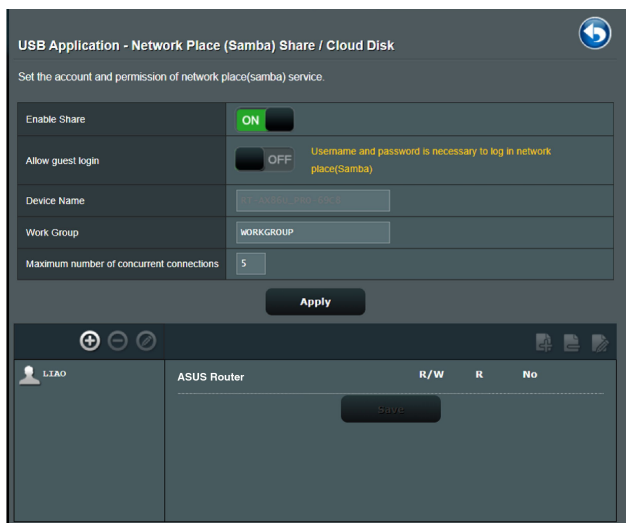 USB Application - Network Place (Samba) Share / Cloud Disk
Set the account and permission of network place(samba) service.
Enable Share
ON
Allow guest login
OFF
Username and password is necessary to log in network
place(Samba)
Device Name
Work Group
WORKGROUP
Maximum number of concurrent connections
5
Apply
LIAO
ASUS Router
R/W
R
No
Save